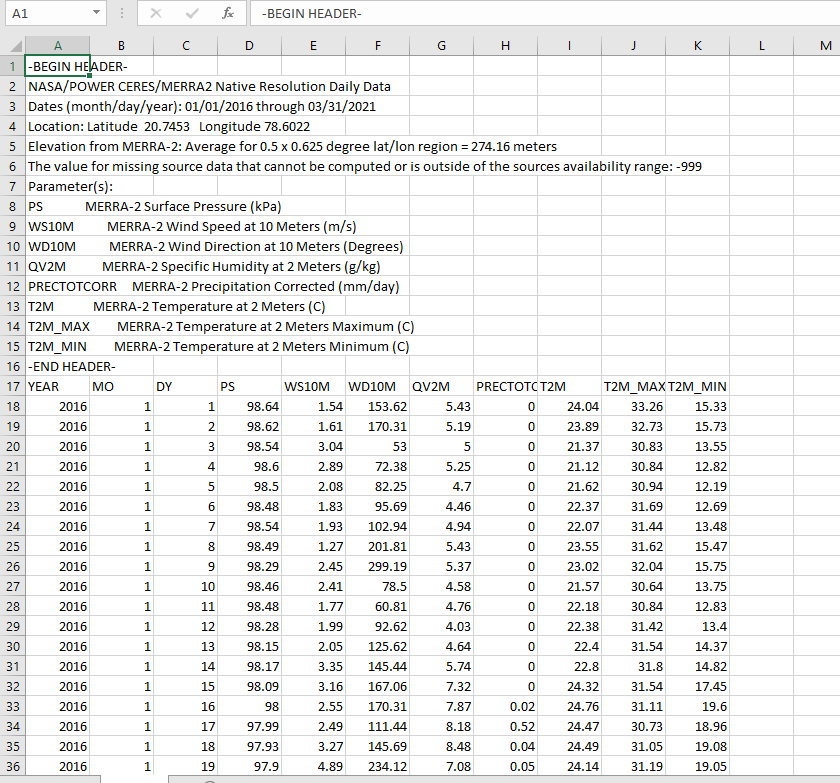 A1 fx -BEGIN HEADER-
A B C D E F G H I J K L M
1 -BEGIN HEADER-
2 NASA/POWER CERES/MERRA2 Native Resolution Daily Data
3 Dates (month/day/year): 01/01/2016 through 03/31/2021
4 Location: Latitude 20.7453 Longitude 78.6022
5 Elevation from MERRA-2: Average for 0.5 x 0.625 degree lat/lon region = 274.16 meters
6 The value for missing source data that cannot be computed or is outside of the sources availability range: -999
7 Parameter(s):
8 PS MERRA-2 Surface Pressure (kPa)
9 WS10M MERRA-2 Wind Speed at 10 Meters (m/s)
10 WD10M MERRA-2 Wind Direction at 10 Meters (Degrees)
11 QV2M MERRA-2 Specific Humidity at 2 Meters (g/kg)
12 PRECTOTCORR MERRA-2 Precipitation Corrected (mm/day)
13 T2M MERRA-2 Temperature at 2 Meters (C)
14 T2M_MAX MERRA-2 Temperature at 2 Meters Maximum (C)
15 T2M_MIN MERRA-2 Temperature at 2 Meters Minimum (C)
16 -END HEADER-
17 YEAR MO DY PS WS10M WD10M QV2M PRECTOTC T2M T2M_MAX T2M_MIN
18 2016 1 1 98.64 1.54 153.62 5.43 0 24.04 33.26 15.33
19 2016 1 2 98.62 1.61 170.31 5.19 0 23.89 32.73 15.73
20 2016 1 3 98.54 3.04 53 5 0 21.37 30.83 13.55
21 2016 1 4 98.6 2.89 72.38 5.25 0 21.12 30.84 12.82
22 2016 1 5 98.5 2.08 82.25 4.7 0 21.62 30.94 12.19
23 2016 1 6 98.48 1.83 95.69 4.46 0 22.37 31.69 12.69
24 2016 1 7 98.54 1.93 102.94 4.94 0 22.07 31.44 13.48
25 2016 1 8 98.49 1.27 201.81 5.43 0 23.55 31.62 15.47
26 2016 1 9 98.29 2.45 299.19 5.37 0 23.02 32.04 15.75
27 2016 1 10 98.46 2.41 78.5 4.58 0 21.57 30.64 13.75
28 2016 1 11 98.48 1.77 60.81 4.76 0 22.18 30.84 12.83
29 2016 1 12 98.28 1.99 92.62 4.03 0 22.38 31.42 13.4
30 2016 1 13 98.15 2.05 125.62 4.64 0 22.4 31.54 14.37
31 2016 1 14 98.17 3.35 145.44 5.74 0 22.8 31.8 14.82
32 2016 1 15 98.09 3.16 167.06 7.32 0 24.32 31.54 17.45
33 2016 1 16 98 2.55 170.31 7.87 0.02 24.76 31.11 19.6
34 2016 1 17 97.99 2.49 111.44 8.18 0.52 24.47 30.73 18.96
35 2016 1 18 97.93 3.27 145.69 8.48 0.04 24.49 31.05 19.08
36 2016 1 19 97.9 4.89 234.12 7.08 0.05 24.14 31.19 19.05